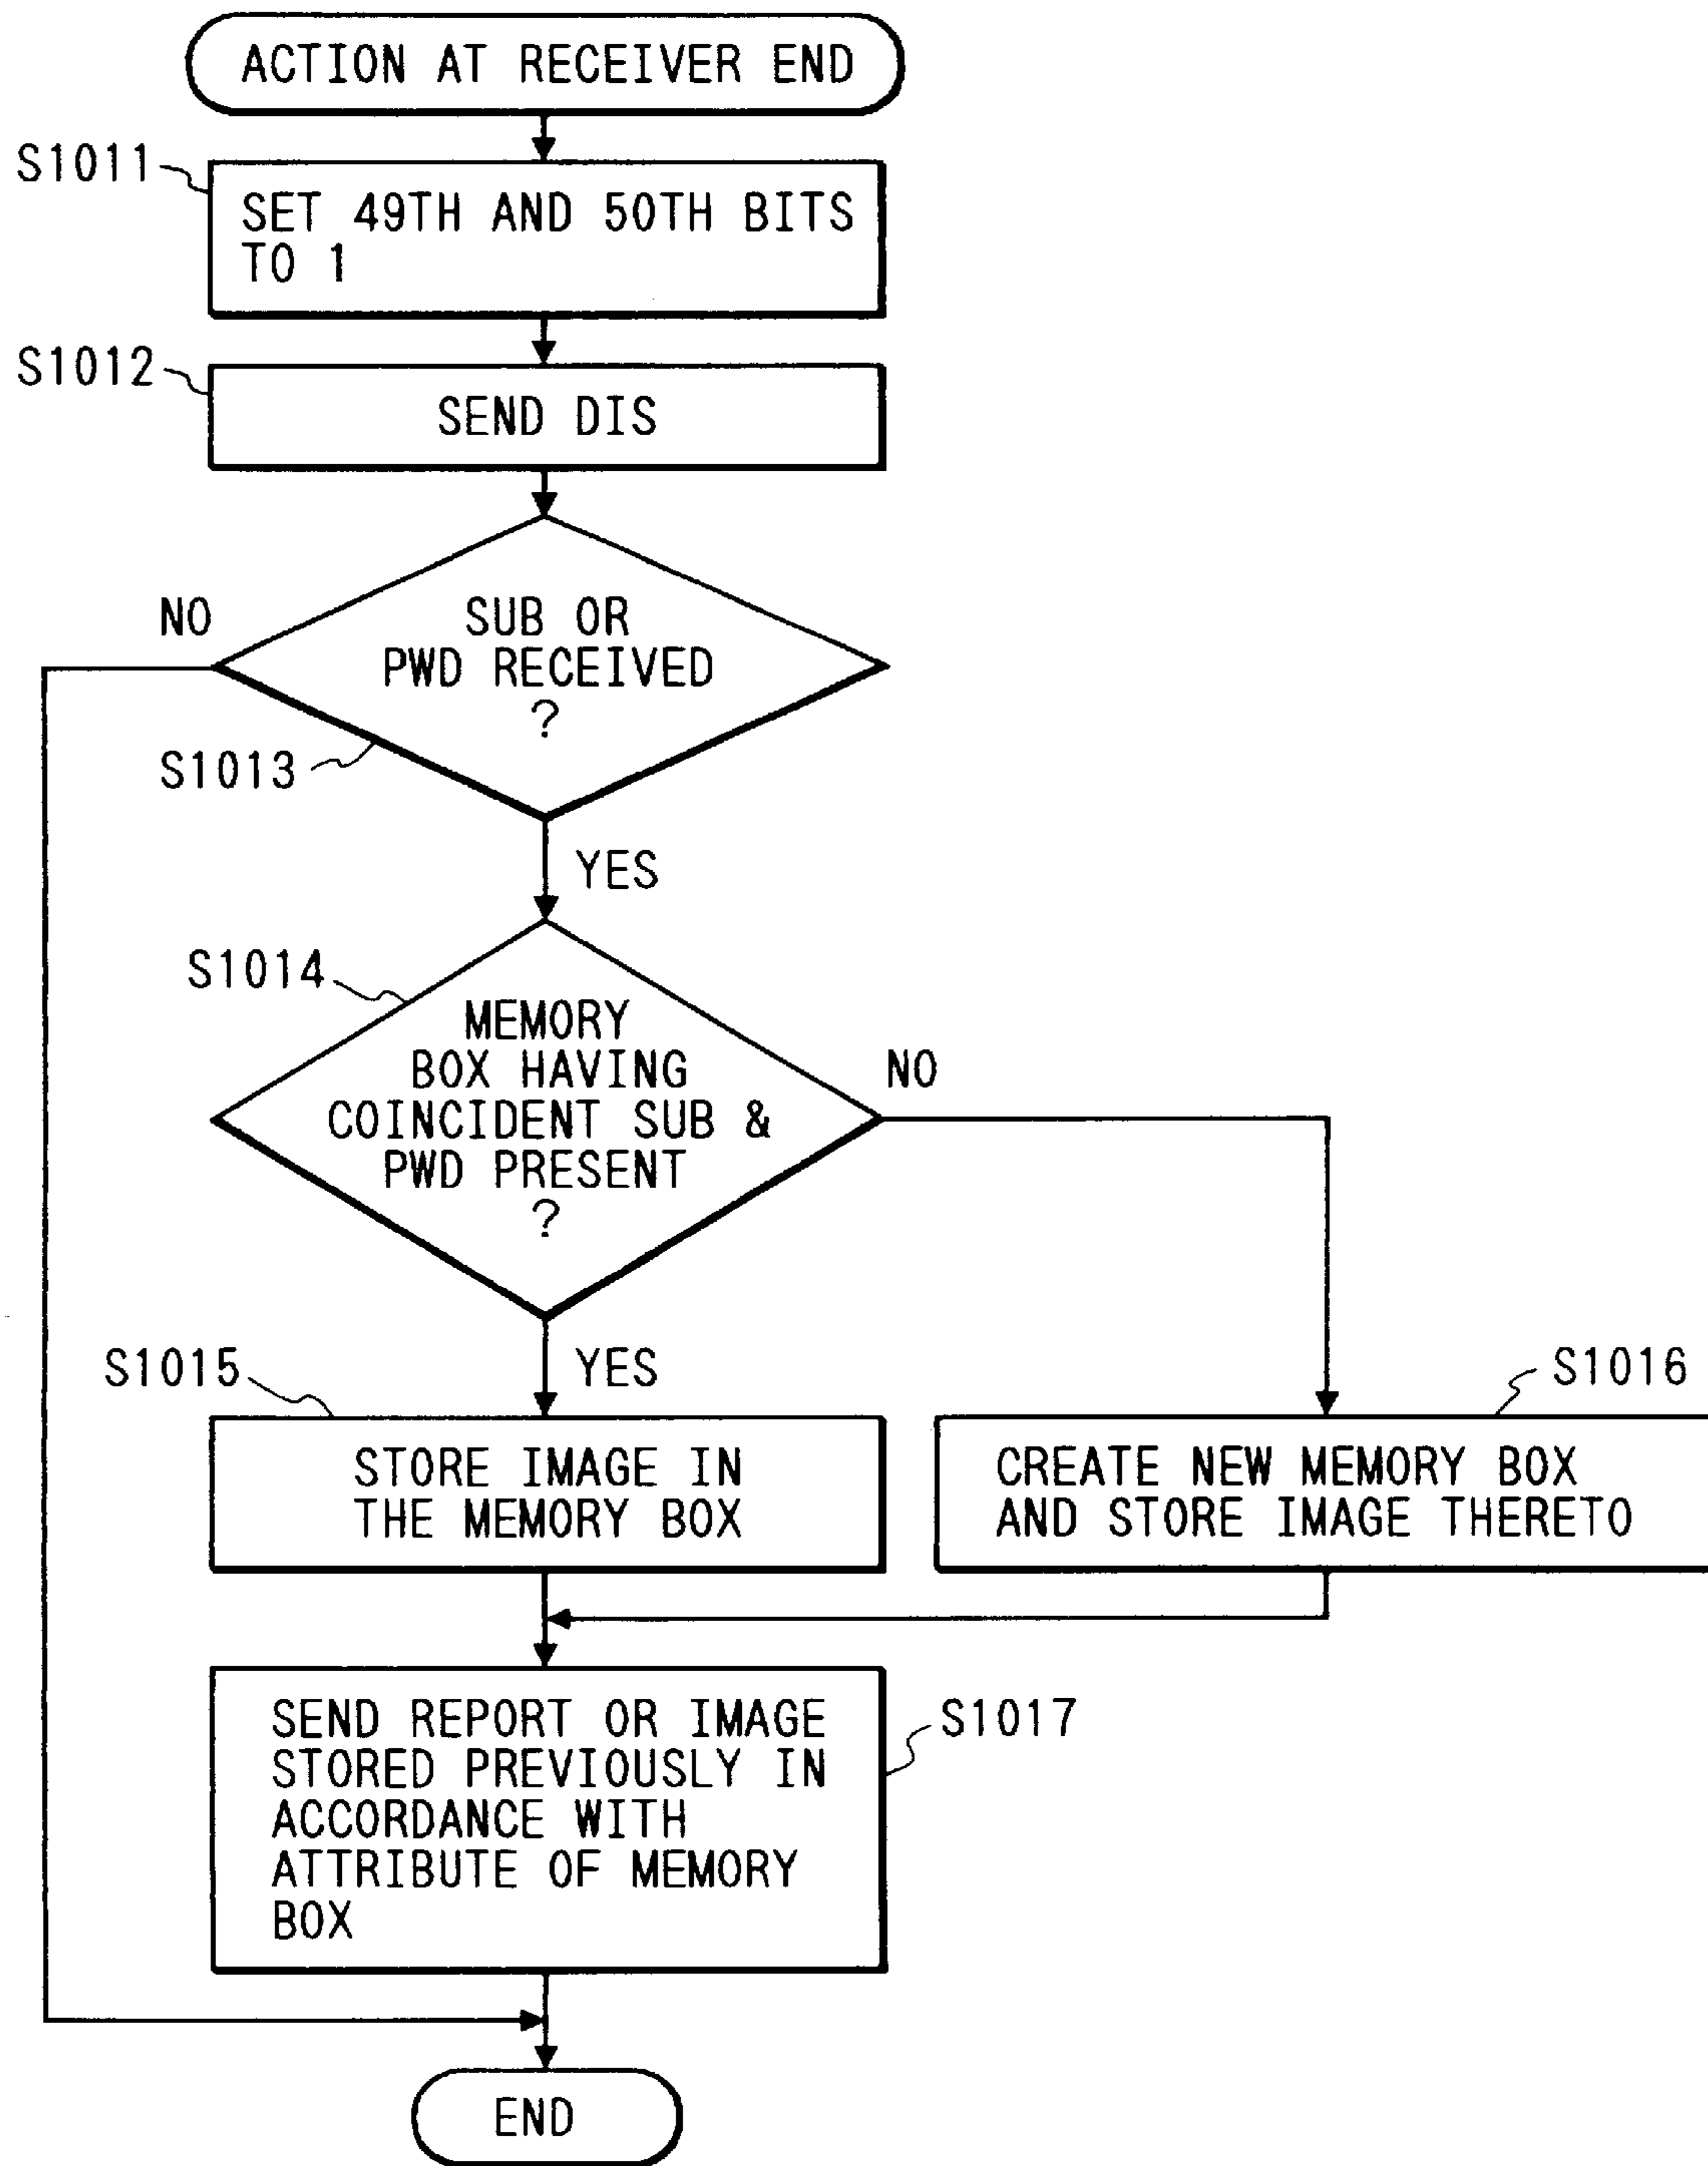 ACTION AT RECEIVER END
S1011
SET 49TH AND 50TH BITS
TO 1
S1012
SEND DIS
NO
SUB OR
PWD RECEIVED
?
S1013
YES
S1014
MEMORY
BOX HAVING
COINCIDENT SUB &
PWD PRESENT
?
NO
S1015
YES
S1016
STORE IMAGE IN
THE MEMORY BOX
CREATE NEW MEMORY BOX
AND STORE IMAGE THERETO
SEND REPORT OR IMAGE
STORED PREVIOUSLY IN
ACCORDANCE WITH
ATTRIBUTE OF MEMORY
BOX
S1017
END